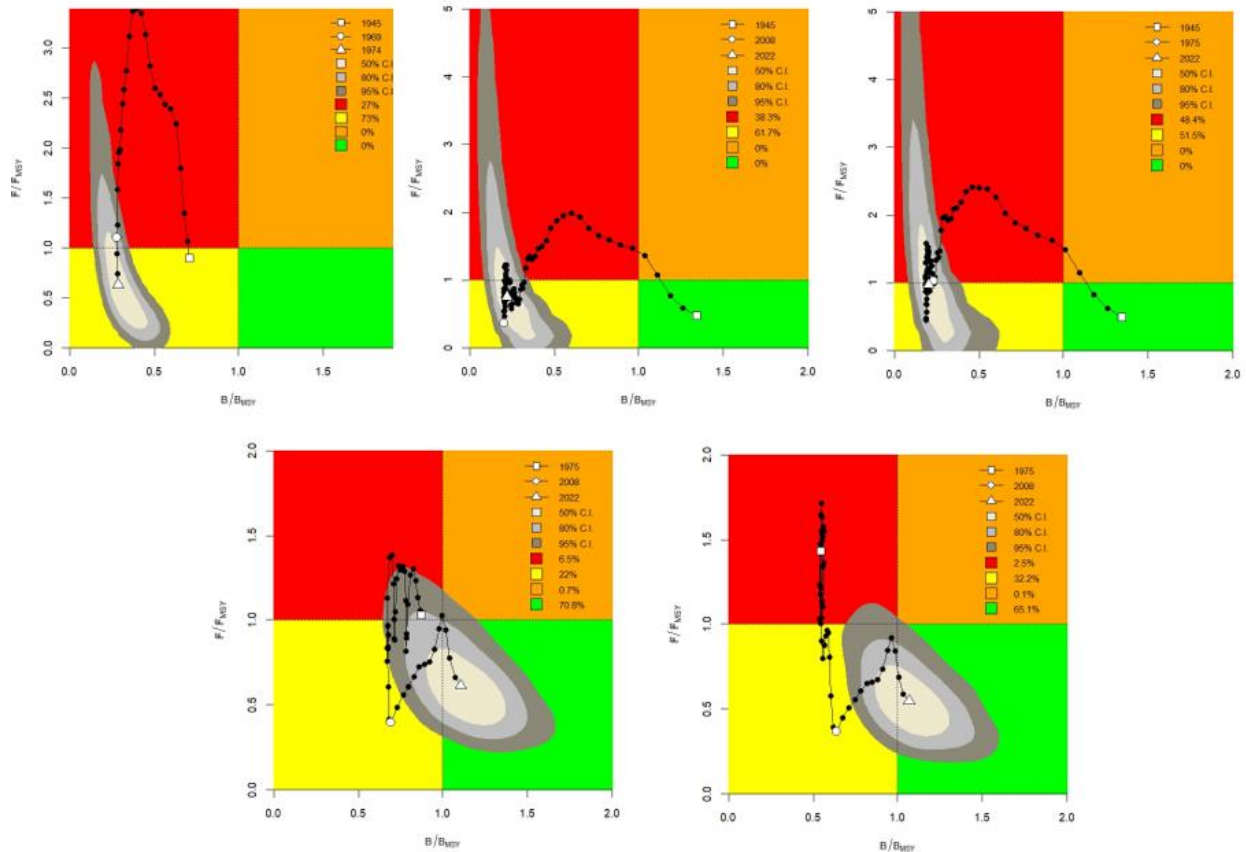 1945
1969
1974
50% C.I.
80% C.I.
95% C.I.
27%
73%
0%
0%
F/FMSY
0.0 0.5 1.0 1.5 2.0 2.5 3.0
0.0 0.5 1.0 1.5
B/BMSY
1945
2008
2022
50% C.I.
80% C.I.
95% C.I.
38.3%
61.7%
0%
0%
F/FMSY
0 1 2 3 4 5
0.0 0.5 1.0 1.5 2.0
B/BMSY
1945
1975
2022
50% C.I.
80% C.I.
95% C.I.
48.4%
51.5%
0%
0%
F/FMSY
0 1 2 3 4 5
0.0 0.5 1.0 1.5 2.0
B/BMSY
1975
2008
2022
50% C.I.
80% C.I.
95% C.I.
6.5%
22%
0.7%
70.8%
F/FMSY
0.0 0.5 1.0 1.5 2.0
0.0 0.5 1.0 1.5 2.0
B/BMSY
1975
2008
2022
50% C.I.
80% C.I.
95% C.I.
2.5%
32.2%
0.1%
65.1%
F/FMSY
0.0 0.5 1.0 1.5 2.0
0.0 0.5 1.0 1.5 2.0
B/BMSY